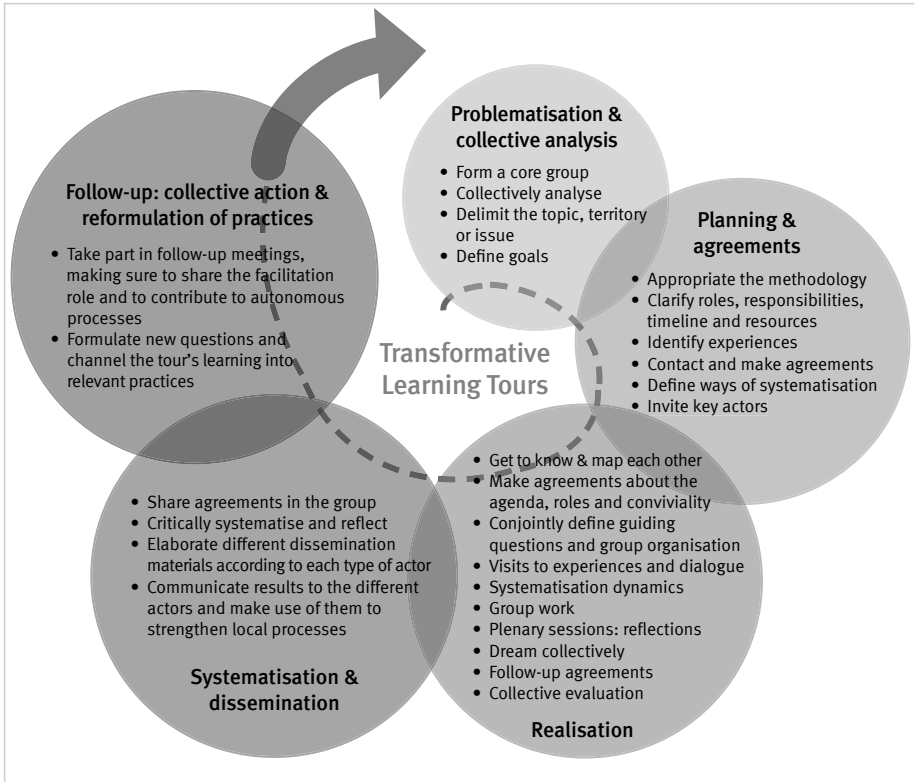 Problematisation &
collective analysis
• Form a core group
• Collectively analyse
• Delimit the topic, territory
or issue
• Define goals
Planning &
agreements
• Appropriate the methodology
• Clarify roles, responsibilities,
timeline and resources
• Identify experiences
• Contact and make agreements
• Define ways of systematisation
• Invite key actors
• Get to know & map each other
• Make agreements about the
agenda, roles and conviviality
• Conjointly define guiding
questions and group organisation
• Visits to experiences and dialogue
• Systematisation dynamics
• Group work
• Plenary sessions: reflections
• Dream collectively
• Follow-up agreements
• Collective evaluation
Realisation
• Share agreements in the group
• Critically systematise and reflect
• Elaborate different dissemination
materials according to each type of actor
• Communicate results to the different
actors and make use of them to
strengthen local processes
Systematisation &
dissemination
Follow-up: collective action &
reformulation of practices
• Take part in follow-up meetings,
making sure to share the facilitation
role and to contribute to autonomous
processes
• Formulate new questions and
channel the tour’s learning into
relevant practices
Transformative
Learning Tours